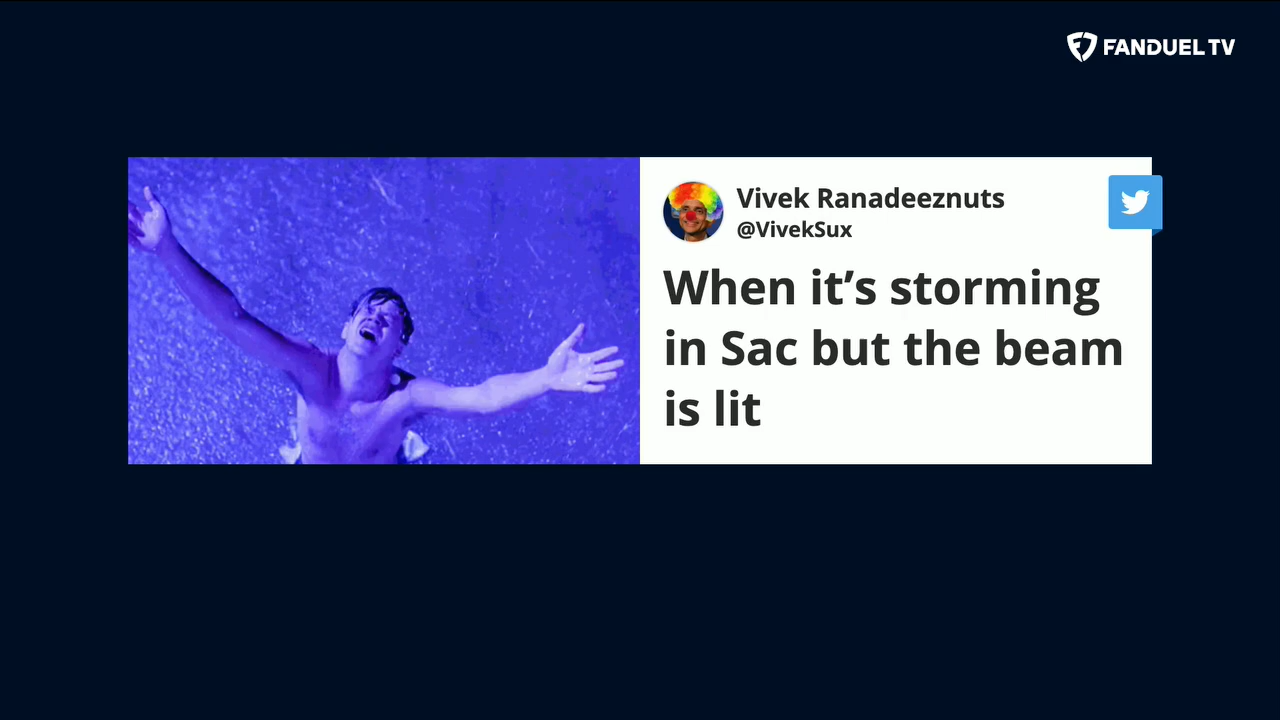 FANDUEL TV
Vivek Ranadeeznuts
@VivekSux
When it’s storming
in Sac but the beam
is lit